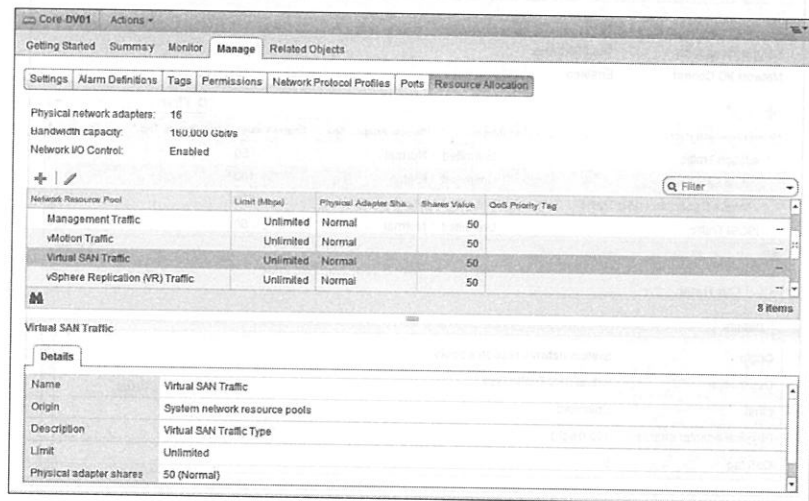 Core-DV01 Actions
Getting Started Summary Monitor Manage Related Objects
Settings Alarm Definitions Tags Permissions Network Protocol Profiles Ports Resource Allocation
Physical network adapters: 16
Bandwidth capacity: 160.000 Gbit/s
Network I/O Control: Enabled
Filter
Network Resource Pool Limit (Mbps) Physical Adapter Sha... Shares Value QoS Priority Tag
Management Traffic Unlimited Normal 50 --
vMotion Traffic Unlimited Normal 50 --
Virtual SAN Traffic Unlimited Normal 50 --
vSphere Replication (VR) Traffic Unlimited Normal 50 --
8 items
Virtual SAN Traffic
Details
Name Virtual SAN Traffic
Origin System network resource pools
Description Virtual SAN Traffic Type
Limit Unlimited
Physical adapter shares 50 (Normal)